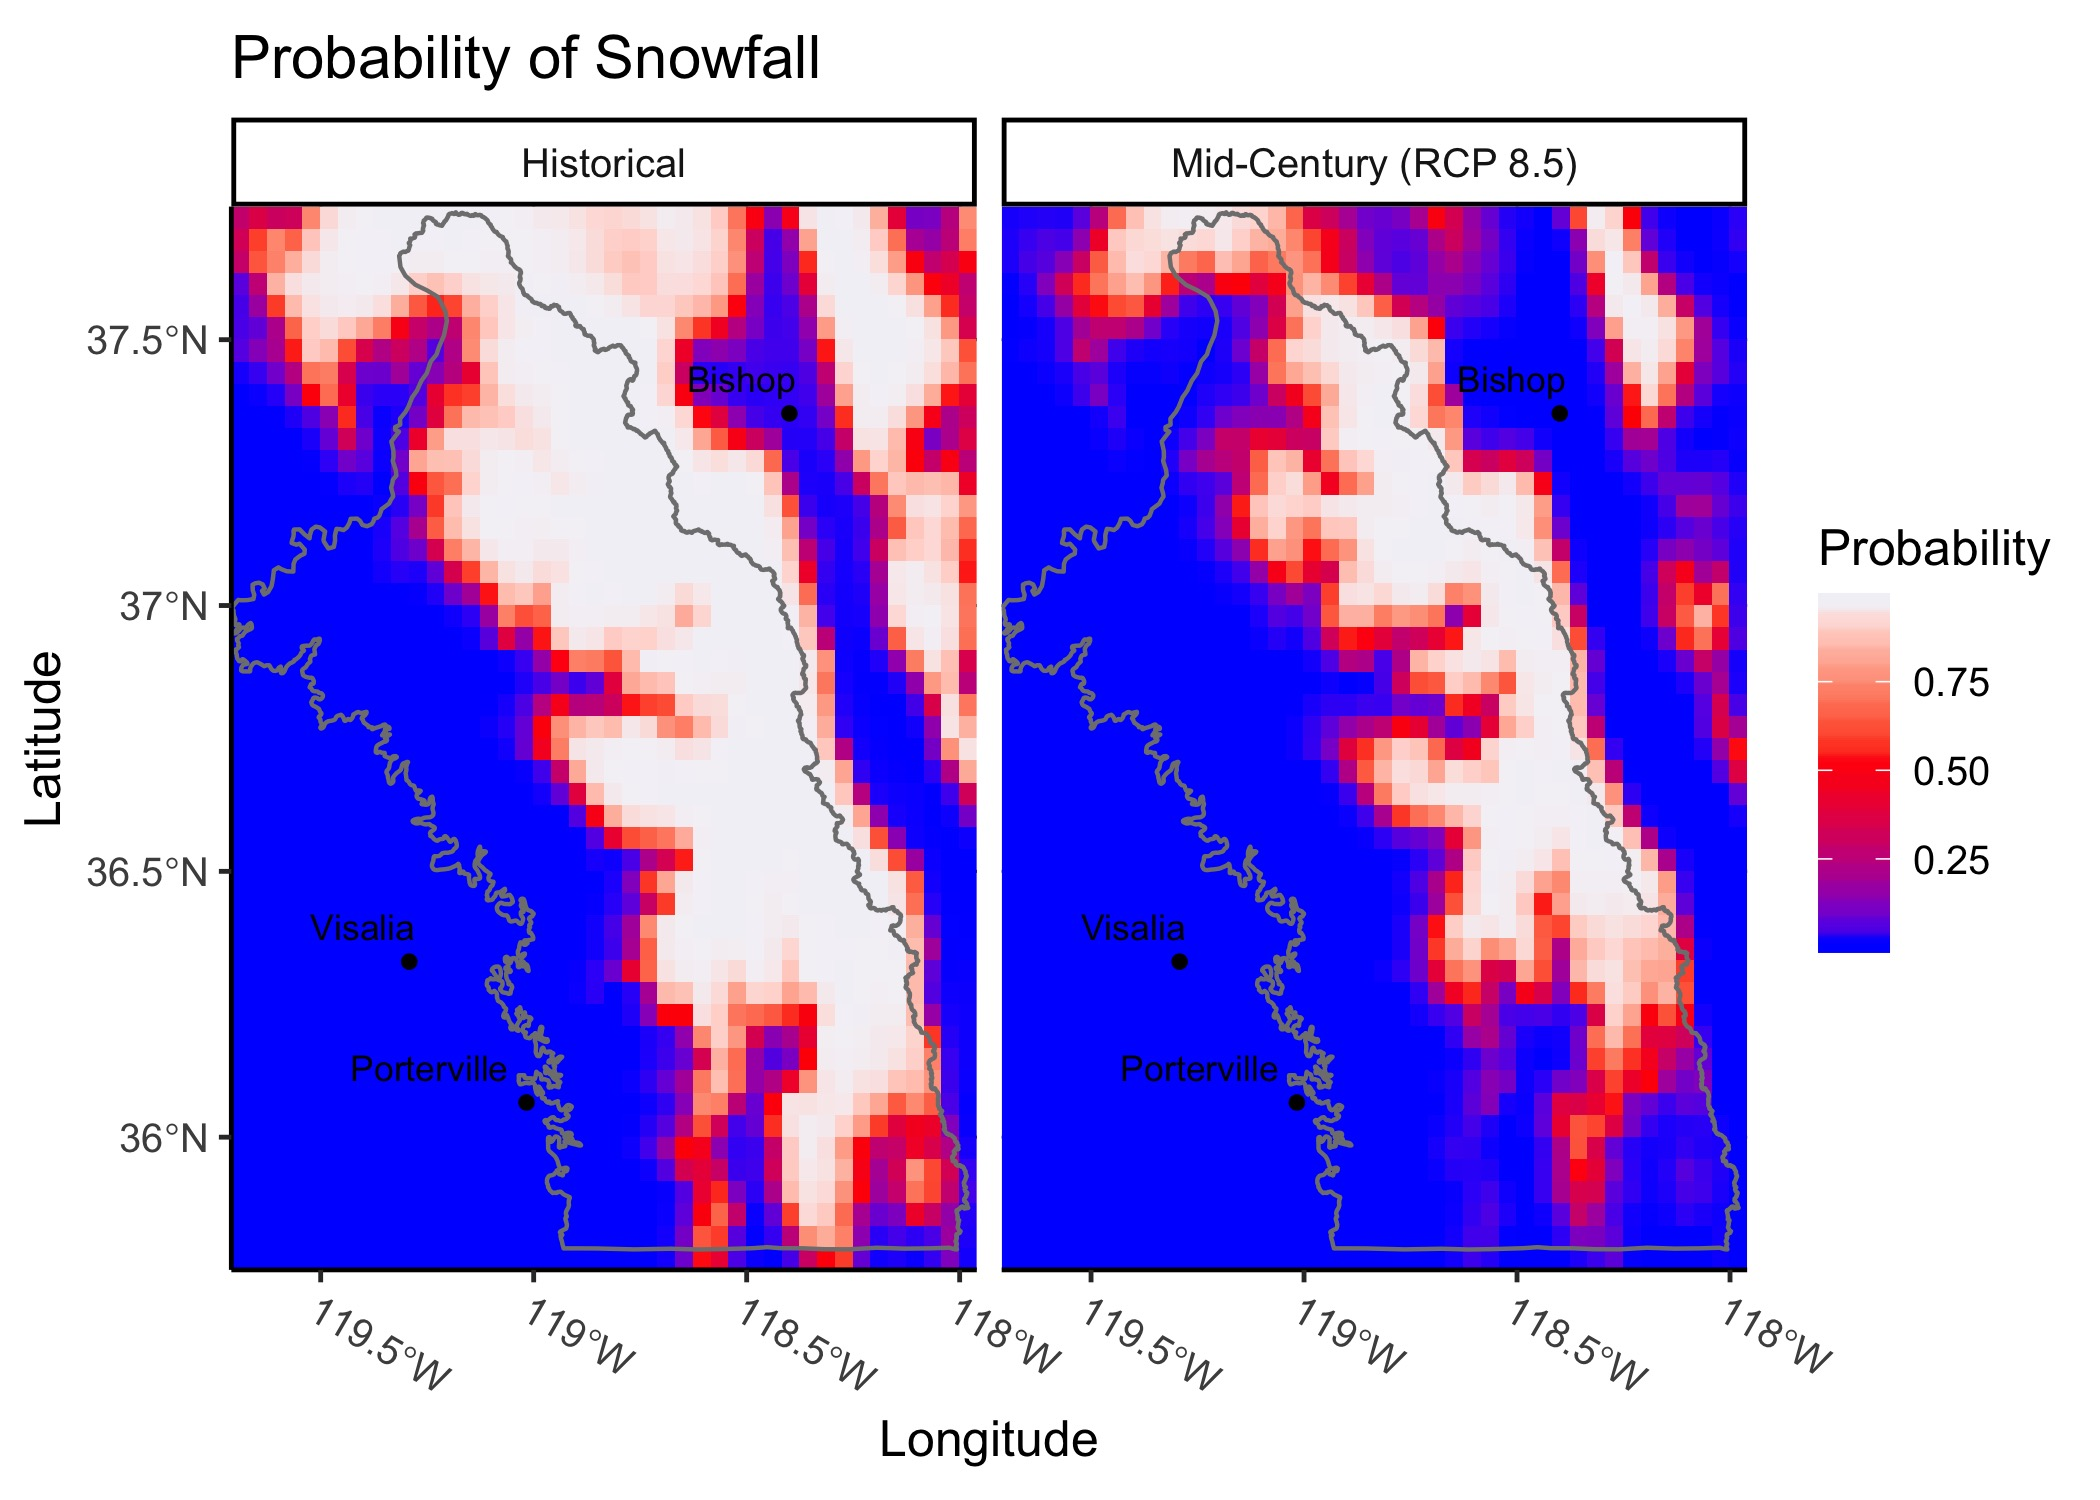 Probability of Snowfall
Historical
Mid-Century (RCP 8.5)
37.5°N
37°N
36.5°N
36°N
Latitude
Bishop
Visalia
Porterville
Bishop
Visalia
Porterville
119.5°W
119°W
118.5°W
118°W
119.5°W
119°W
118.5°W
118°W
Longitude
Probability
0.75
0.50
0.25